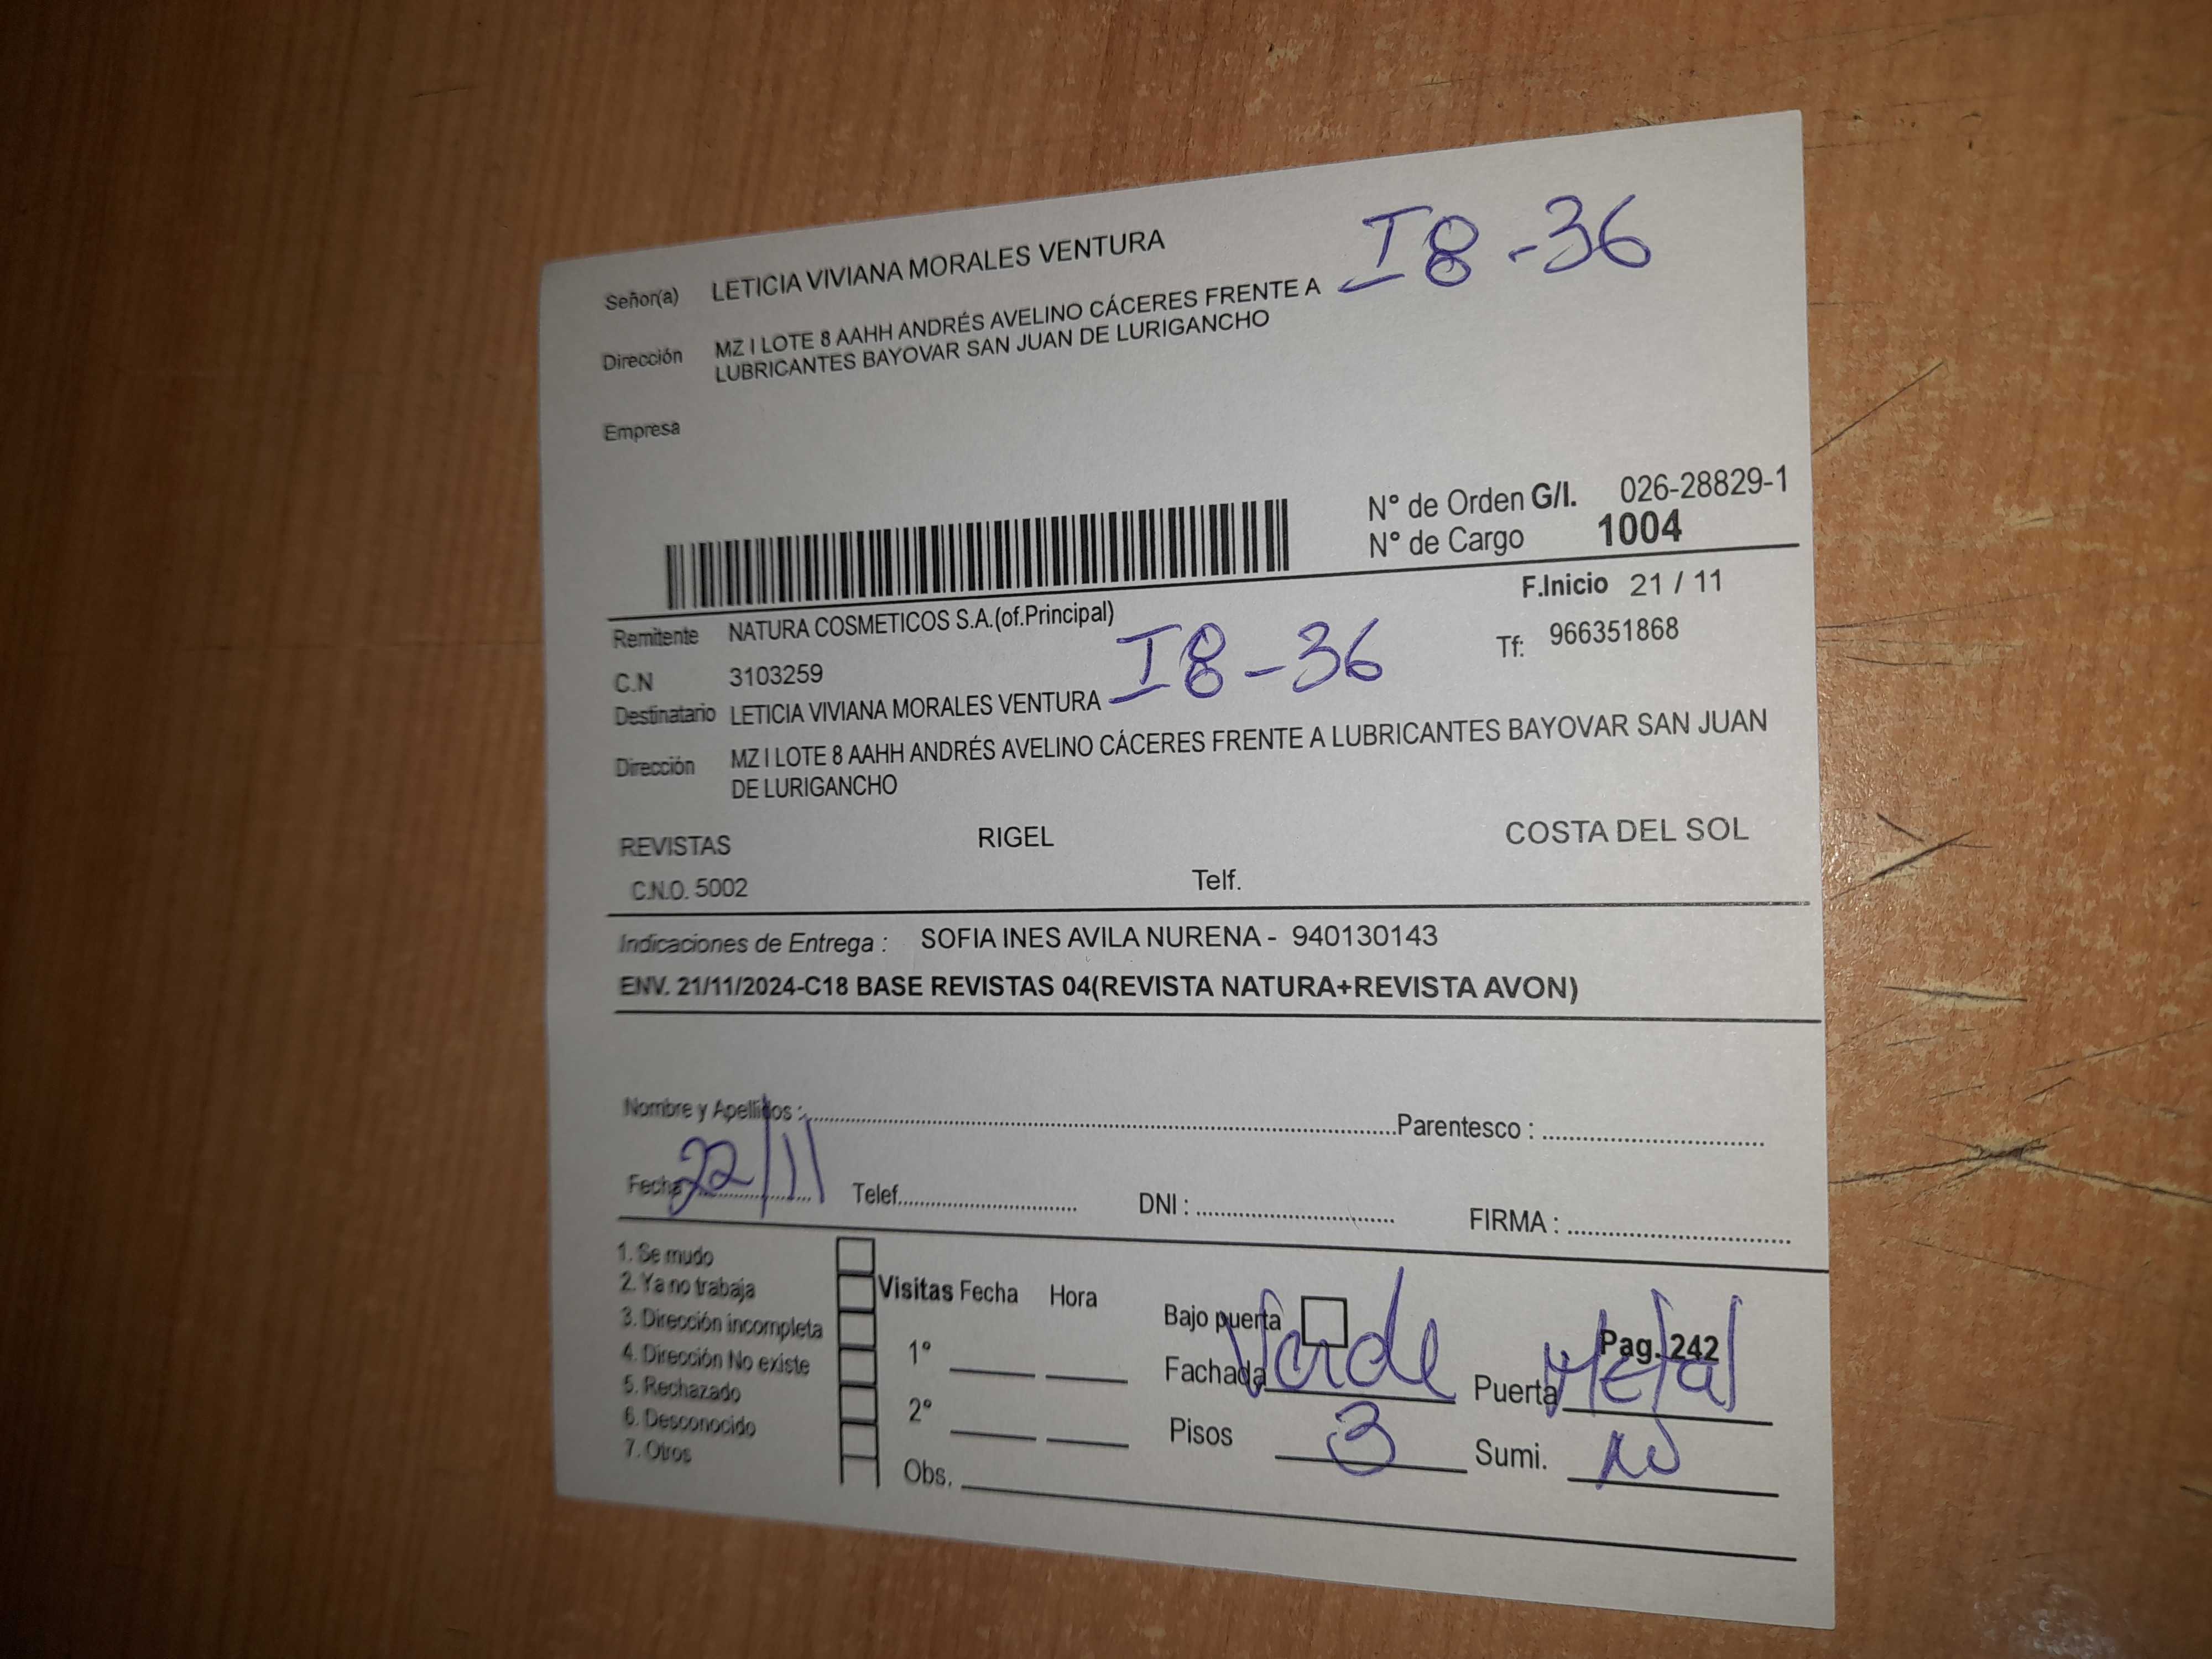 Señor(a) LETICIA VIVIANA MORALES VENTURA I8-36
Dirección MZ I LOTE 8 AAHH ANDRÉS AVELINO CÁCERES FRENTE A
LUBRICANTES BAYOVAR SAN JUAN DE LURIGANCHO
Empresa
N° de Orden G/I. 026-28829-1
N° de Cargo 1004
F.Inicio 21 / 11
Remitente NATURA COSMETICOS S.A.(of.Principal)
Tf: 966351868
C.N 3103259 I8-36
Destinatario LETICIA VIVIANA MORALES VENTURA
Dirección MZ I LOTE 8 AAHH ANDRÉS AVELINO CÁCERES FRENTE A LUBRICANTES BAYOVAR SAN JUAN
DE LURIGANCHO
REVISTAS RIGEL COSTA DEL SOL
C.N.O. 5002 Telf.
Indicaciones de Entrega : SOFIA INES AVILA NURENA - 940130143
ENV. 21/11/2024-C18 BASE REVISTAS 04(REVISTA NATURA+REVISTA AVON)
Nombre y Apellidos : Parentesco :
Fecha 22/11 Telef. DNI : FIRMA :
1. Se mudo
2. Ya no trabaja
3. Dirección incompleta
4. Dirección No existe
5. Rechazado
6. Desconocido
7. Otros
Visitas Fecha Hora
1°
2°
Obs.
Bajo puerta Pag. 242
Fachada Verde Puerta Metal
Pisos 3 Sumi.